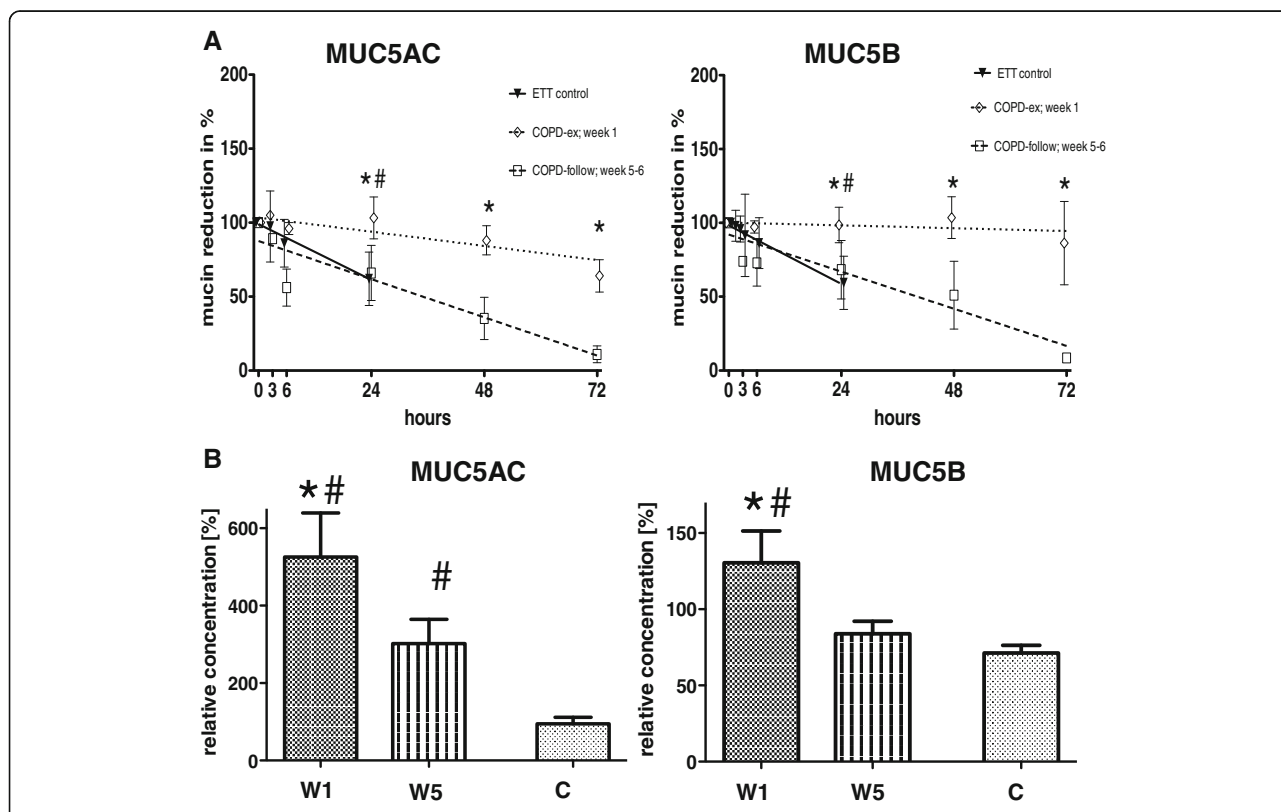 A
MUC5AC
MUC5B
mucin reduction in %
200
150
100
50
0
ETT control
COPD-ex; week 1
COPD-follow; week 5-6
*#
*
*
0 3 6 24 48 72
hours
mucin reduction in %
200
150
100
50
0
ETT control
COPD-ex; week 1
COPD-follow; week 5-6
*#
*
*
0 3 6 24 48 72
hours
B
MUC5AC
MUC5B
relative concentration [%]
600
400
200
0
*#
#
W1 W5 C
relative concentration [%]
150
100
50
0
*#
W1 W5 C